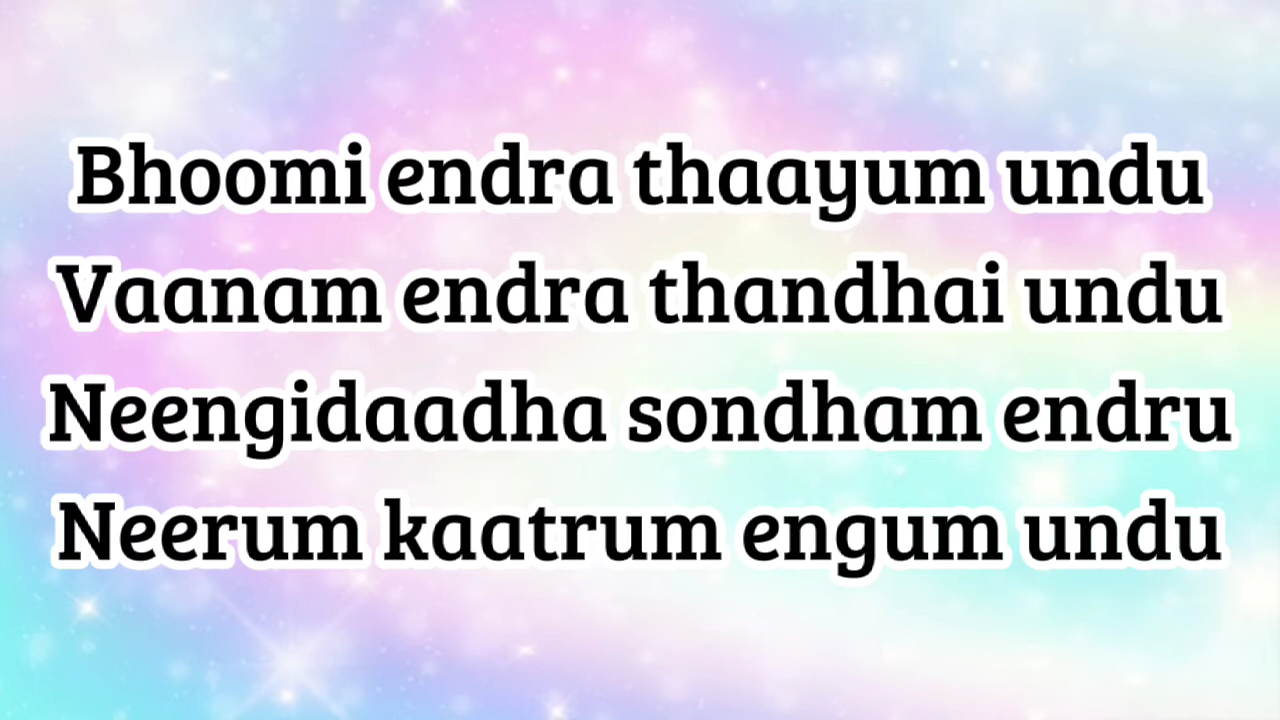 Bhoomi endra thaayum undu
Vaanam endra thandhai undu
Neengidaadha sondham endru
Neerum kaatrum engum undu